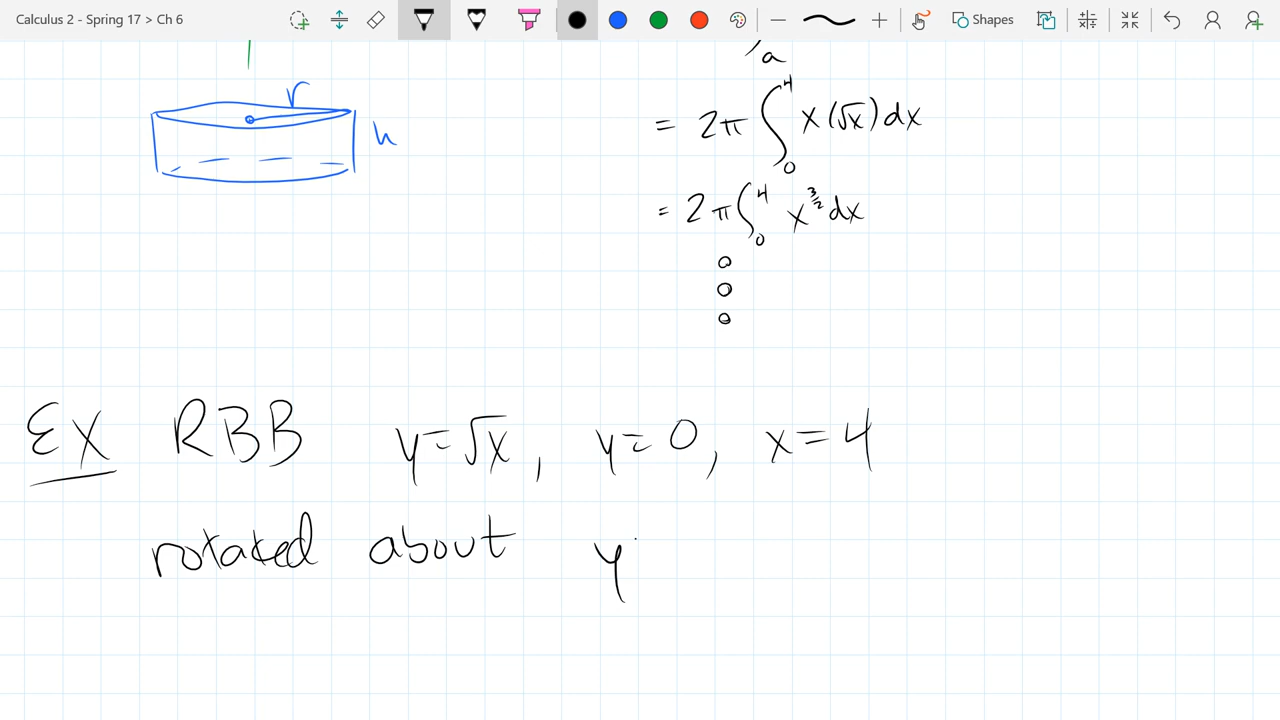 Calculus 2 - Spring 17 > Ch 6
Shapes
a
r
h
= 2π ∫₀⁴ x(√x) dx
= 2π ∫₀⁴ x^(3/2) dx
EX RBB y=√x, y=0, x=4
rotated about y